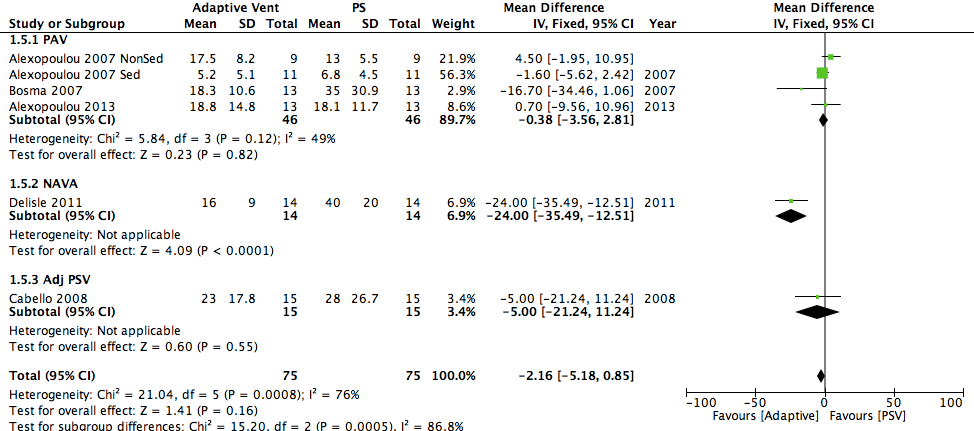 Adaptive Vent PS Mean Difference Mean Difference
Study or Subgroup Mean SD Total Mean SD Total Weight IV, Fixed, 95% CI Year IV, Fixed, 95% CI
1.5.1 PAV
Alexopoulou 2007 NonSed 17.5 8.2 9 13 5.5 9 21.9% 4.50 [-1.95, 10.95]
Alexopoulou 2007 Sed 5.2 5.1 11 6.8 4.5 11 56.3% -1.60 [-5.62, 2.42] 2007
Bosma 2007 18.3 10.6 13 35 30.9 13 2.9% -16.70 [-34.46, 1.06] 2007
Alexopoulou 2013 18.8 14.8 13 18.1 11.7 13 8.6% 0.70 [-9.56, 10.96] 2013
Subtotal (95% CI) 46 46 89.7% -0.38 [-3.56, 2.81]
Heterogeneity: Chi² = 5.84, df = 3 (P = 0.12); I² = 49%
Test for overall effect: Z = 0.23 (P = 0.82)
1.5.2 NAVA
Delisle 2011 16 9 14 40 20 14 6.9% -24.00 [-35.49, -12.51] 2011
Subtotal (95% CI) 14 14 6.9% -24.00 [-35.49, -12.51]
Heterogeneity: Not applicable
Test for overall effect: Z = 4.09 (P < 0.0001)
1.5.3 Adj PSV
Cabello 2008 23 17.8 15 28 26.7 15 3.4% -5.00 [-21.24, 11.24] 2008
Subtotal (95% CI) 15 15 3.4% -5.00 [-21.24, 11.24]
Heterogeneity: Not applicable
Test for overall effect: Z = 0.60 (P = 0.55)
Total (95% CI) 75 75 100.0% -2.16 [-5.18, 0.85]
Heterogeneity: Chi² = 21.04, df = 5 (P = 0.0008); I² = 76%
Test for overall effect: Z = 1.41 (P = 0.16)
Test for subgroup differences: Chi² = 15.20, df = 2 (P = 0.0005), I² = 86.8%
-100 -50 0 50 100
Favours [Adaptive] Favours [PSV]